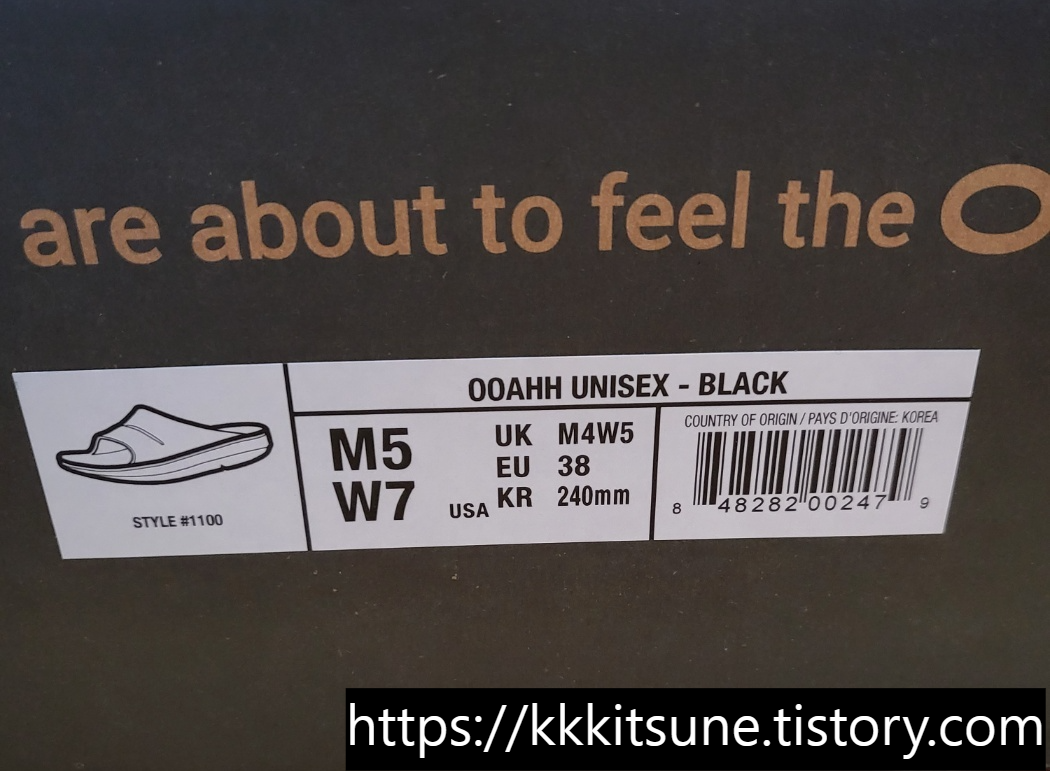 are about to feel the O
OOAHH UNISEX - BLACK
M5
W7
USA
UK M4W5
EU 38
KR 240mm
COUNTRY OF ORIGIN / PAYS D'ORIGINE: KOREA
8 48282 00247 9
STYLE #1100
https://kkkitsune.tistory.com